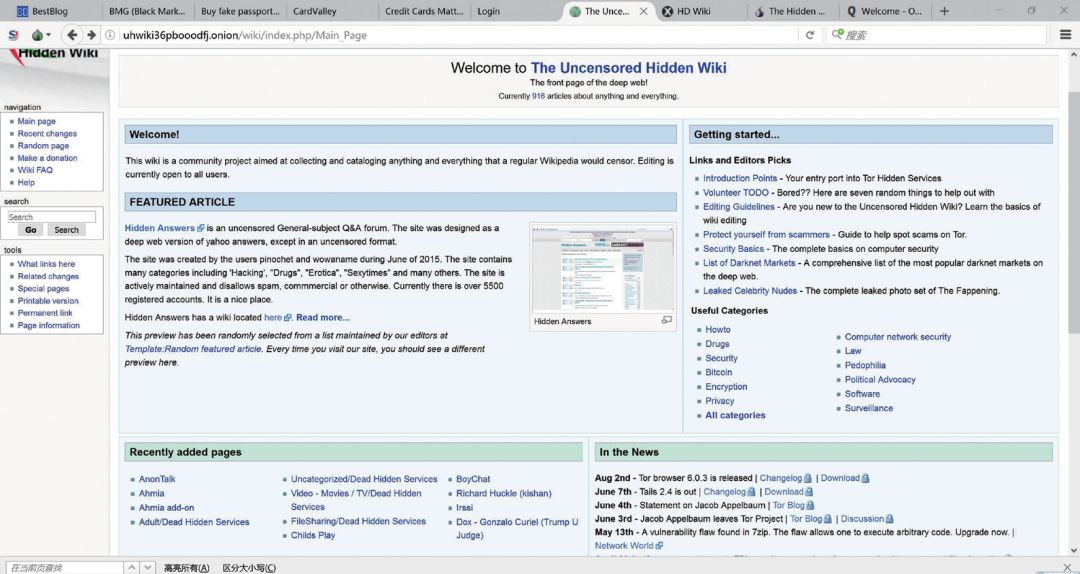 BestBlog
BMG (Black Mark...
Buy fake passport...
CardValley
Credit Cards Matt...
Login
The Unce...
HD Wiki
The Hidden ...
Welcome - O...
uhwiki36pbooodfj.onion/wiki/index.php/Main_Page
搜索
Hidden Wiki
navigation
Main page
Recent changes
Random page
Make a donation
Wiki FAQ
Help
search
Search
Go
Search
tools
What links here
Related changes
Special pages
Printable version
Permanent link
Page information
Welcome to The Uncensored Hidden Wiki
The front page of the deep web!
Currently 916 articles about anything and everything.
Welcome!
This wiki is a community project aimed at collecting and cataloging anything and everything that a regular Wikipedia would censor. Editing is
currently open to all users.
FEATURED ARTICLE
Hidden Answers is an uncensored General-subject Q&A forum. The site was designed as a
deep web version of yahoo answers, except in an uncensored format.
The site was created by the users pinochet and wowaname during June of 2015. The site contains
many categories including 'Hacking', "Drugs", "Erotica", "Sexytimes" and many others. The site is
actively maintained and disallows spam, commmercial or otherwise. Currently there is over 5500
registered accounts. It is a nice place.
Hidden Answers has a wiki located here. Read more...
This preview has been randomly selected from a list maintained by our editors at
Template:Random featured article. Every time you visit our site, you should see a different
preview here.
Hidden Answers
Getting started...
Links and Editors Picks
Introduction Points - Your entry port into Tor Hidden Services
Volunteer TODO - Bored?? Here are seven random things to help out with
Editing Guidelines - Are you new to the Uncensored Hidden Wiki? Learn the basics of
wiki editing
Protect yourself from scammers - Guide to help spot scams on Tor.
Security Basics - The complete basics on computer security
List of Darknet Markets - A comprehensive list of the most popular darknet markets on
the deep web.
Leaked Celebrity Nudes - The complete leaked photo set of The Fappening.
Useful Categories
Howto
Drugs
Security
Bitcoin
Encryption
Privacy
All categories
Computer network security
Law
Pedophilia
Political Advocacy
Software
Surveillance
Recently added pages
AnonTalk
Ahmia
Ahmia add-on
Adult/Dead Hidden Services
Uncategorized/Dead Hidden Services
Video - Movies / TV/Dead Hidden
Services
FileSharing/Dead Hidden Services
Childs Play
BoyChat
Richard Huckle (kishan)
Irssi
Dox - Gonzalo Curiel (Trump U
Judge)
In the News
Aug 2nd - Tor browser 6.0.3 is released | Changelog | Download
June 7th - Tails 2.4 is out | Changelog | Download
June 4th - Statement on Jacob Appelbaum | Tor Blog
June 3rd - Jacob Appelbaum leaves Tor Project | Tor Blog | Discussion
May 13th - A vulnerability flaw found in 7zip. The flaw allows one to execute arbitrary code. Upgrade now. |
Network World
在当前页查找
高亮所有(A)
区分大小写(C)